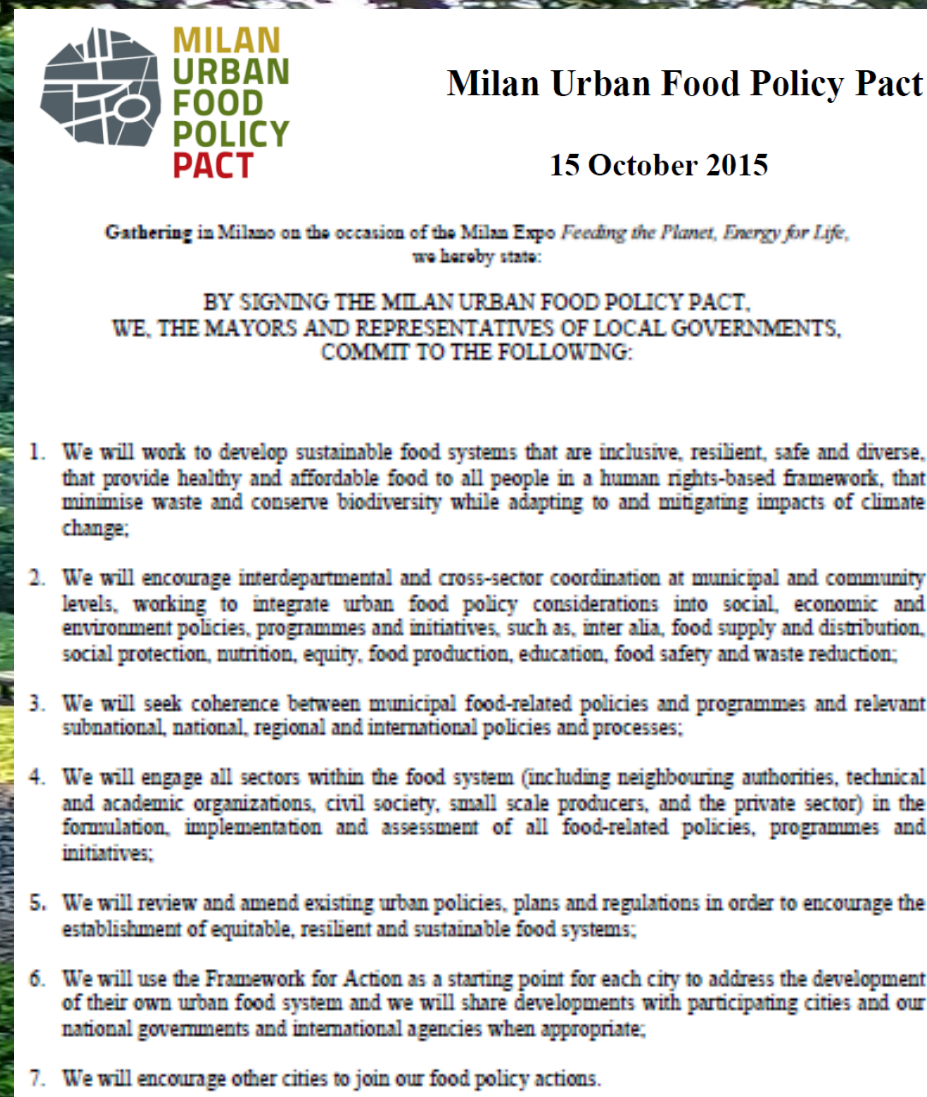 MILAN
URBAN
FOOD
POLICY
PACT
Milan Urban Food Policy Pact
15 October 2015
Gathering in Milano on the occasion of the Milan Expo Feeding the Planet, Energy for Life,
we hereby state:
BY SIGNING THE MILAN URBAN FOOD POLICY PACT,
WE, THE MAYORS AND REPRESENTATIVES OF LOCAL GOVERNMENTS,
COMMIT TO THE FOLLOWING:
1. We will work to develop sustainable food systems that are inclusive, resilient, safe and diverse,
that provide healthy and affordable food to all people in a human rights-based framework, that
minimise waste and conserve biodiversity while adapting to and mitigating impacts of climate
change;
2. We will encourage interdepartmental and cross-sector coordination at municipal and community
levels, working to integrate urban food policy considerations into social, economic and
environment policies, programmes and initiatives, such as, inter alia, food supply and distribution,
social protection, nutrition, equity, food production, education, food safety and waste reduction;
3. We will seek coherence between municipal food-related policies and programmes and relevant
subnational, national, regional and international policies and processes;
4. We will engage all sectors within the food system (including neighbouring authorities, technical
and academic organizations, civil society, small scale producers, and the private sector) in the
formulation, implementation and assessment of all food-related policies, programmes and
initiatives;
5. We will review and amend existing urban policies, plans and regulations in order to encourage the
establishment of equitable, resilient and sustainable food systems;
6. We will use the Framework for Action as a starting point for each city to address the development
of their own urban food system and we will share developments with participating cities and our
national governments and international agencies when appropriate;
7. We will encourage other cities to join our food policy actions.